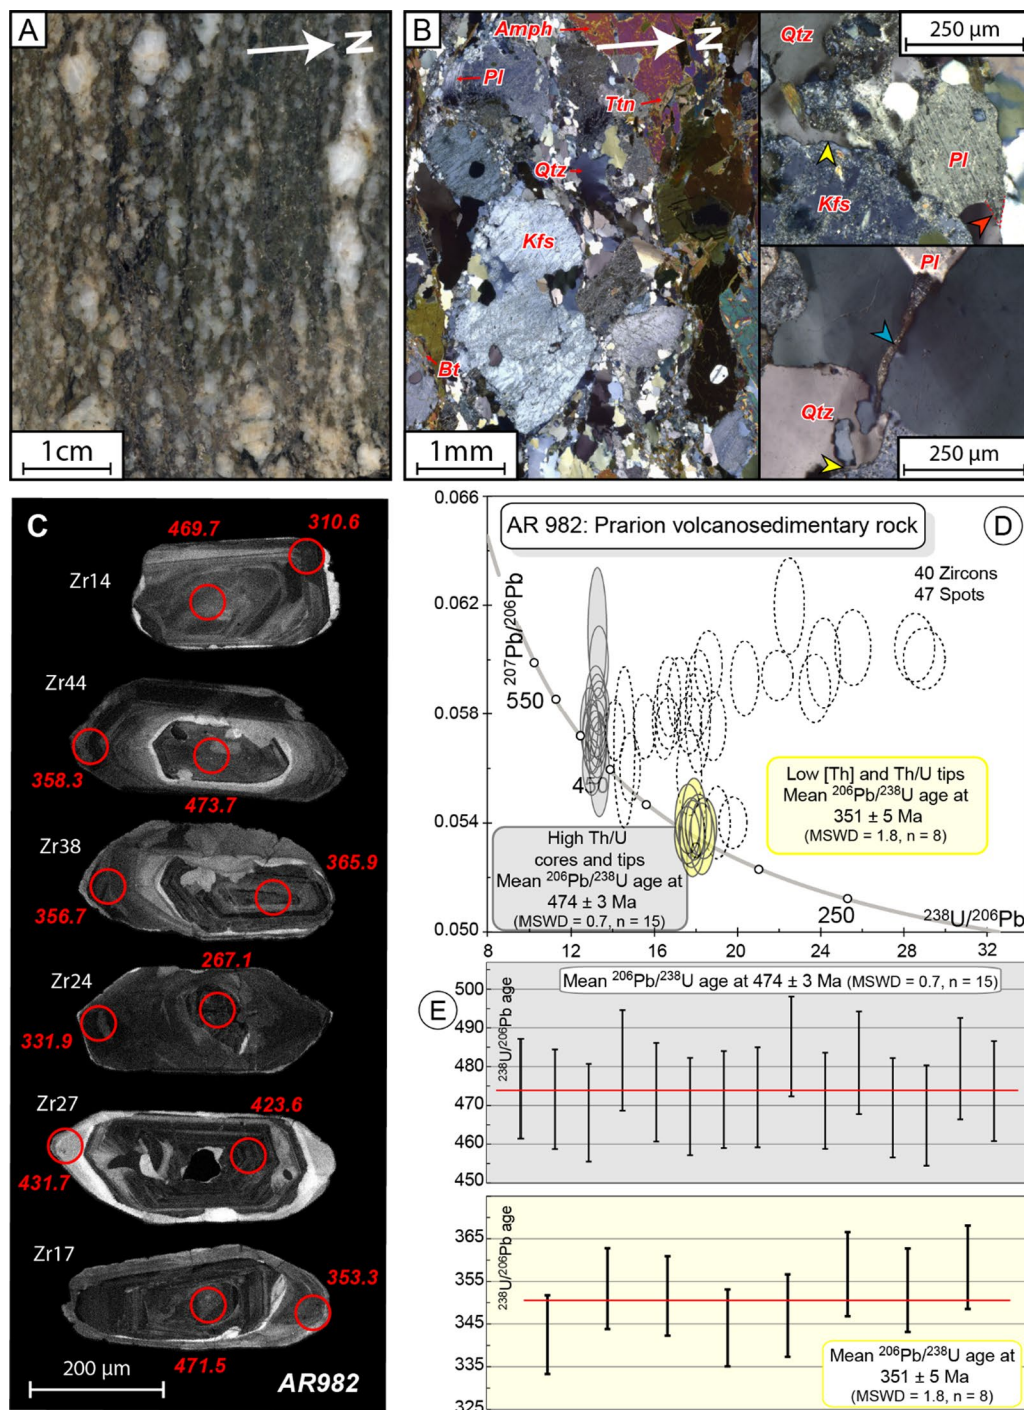 A
N
1cm
B
Amph
N
Pl
Ttn
Qtz
Kfs
Bt
1mm
Qtz
250 µm
Pl
Kfs
Pl
Qtz
250 µm
C
469.7
310.6
Zr14
Zr44
358.3
473.7
Zr38
365.9
356.7
267.1
Zr24
331.9
423.6
Zr27
431.7
Zr17
353.3
471.5
200 µm
AR982
0.066
AR 982: Prarion volcanosedimentary rock
D
40 Zircons
47 Spots
0.062
207Pb/206Pb
550
0.058
450
Low [Th] and Th/U tips
Mean 206Pb/238U age at
351 ± 5 Ma
(MSWD = 1.8, n = 8)
0.054
High Th/U
cores and tips
Mean 206Pb/238U age at
474 ± 3 Ma
(MSWD = 0.7, n = 15)
250
238U/206Pb
0.050
8
12
16
20
24
28
32
E
Mean 206Pb/238U age at 474 ± 3 Ma (MSWD = 0.7, n = 15)
238U/206Pb age
500
490
480
470
460
450
238U/206Pb age
365
355
345
335
325
Mean 206Pb/238U age at
351 ± 5 Ma
(MSWD = 1.8, n = 8)